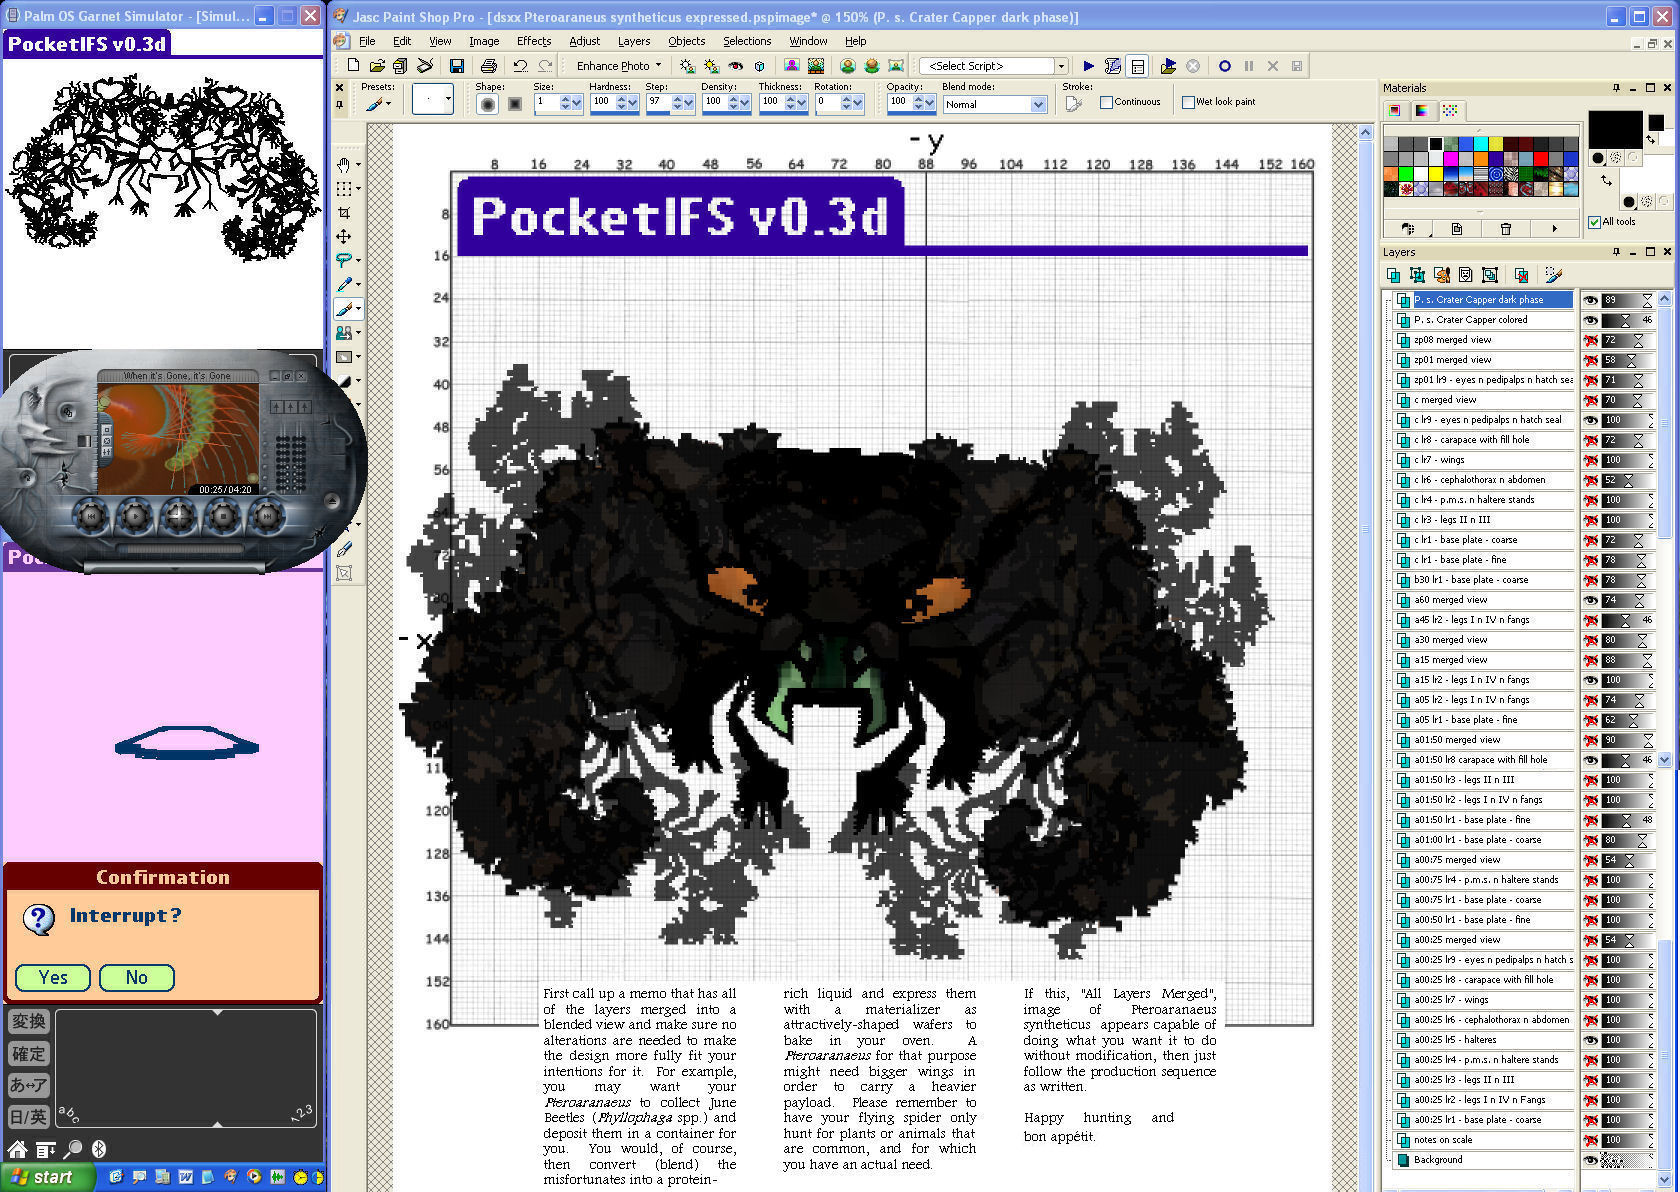 Palm OS Garnet Simulator - [Simul...
PocketIFS v0.3d
When it's Gone, it's Gone
00:25/04:20
Confirmation
Interrupt?
Yes No
変換
確定
あ↔ア
日/英
abc
123
start
Jasc Paint Shop Pro - [dsxx Pteroaraneus syntheticus expressed.pspimage* @ 150% (P. s. Crater Capper dark phase)]
File Edit View Image Effects Adjust Layers Objects Selections Window Help
Enhance Photo
<Select Script>
Presets: Shape: Size: Hardness: Step: Density: Thickness: Rotation: Opacity: Blend mode: Stroke:
1 100 97 100 100 0 100 Normal Continuous Wet look paint
- y
8 16 24 32 40 48 56 64 72 80 88 96 104 112 120 128 136 144 152 160
PocketIFS v0.3d
8
16
24
32
40
48
56
- x
120
128
136
144
152
160
First call up a memo that has all
of the layers merged into a
blended view and make sure no
alterations are needed to make
the design more fully fit your
intentions for it. For example,
you may want your
Pteroaranaeus to collect June
Beetles (Phyllophaga spp.) and
deposit them in a container for
you. You would, of course,
then convert (blend) the
misfortunates into a protein-
rich liquid and express them
with a materializer as
attractively-shaped wafers to
bake in your oven. A
Pteroaranaeus for that purpose
might need bigger wings in
order to carry a heavier
payload. Please remember to
have your flying spider only
hunt for plants or animals that
are common, and for which
you have an actual need.
If this, "All Layers Merged",
image of Pteroaranaeus
syntheticus appears capable of
doing what you want it to do
without modification, then just
follow the production sequence
as written.
Happy hunting and
bon appétit.
Materials
All tools
Layers
P. s. Crater Capper dark phase 89
P. s. Crater Capper colored 46
zp08 merged view 72
zp01 merged view 58
zp01 lr9 - eyes n pedipalps n hatch sea 71
c merged view 70
c lr9 - eyes n pedipalps n hatch seal 100
c lr8 - carapace with fill hole 72
c lr7 - wings 100
c lr6 - cephalothorax n abdomen 52
c lr4 - p.m.s. n haltere stands 100
c lr3 - legs II n III 100
c lr1 - base plate - coarse 72
c lr1 - base plate - fine 78
b30 lr1 - base plate - coarse 78
a60 merged view 74
a45 lr2 - legs I n IV n fangs 46
a30 merged view 80
a15 merged view 88
a15 lr2 - legs I n IV n fangs 100
a05 lr2 - legs I n IV n fangs 74
a05 lr1 - base plate - fine 62
a01:50 merged view 90
a01:50 lr8 carapace with fill hole 46
a01:50 lr3 - legs II n III 100
a01:50 lr2 - legs I n IV n fangs 100
a01:50 lr1 - base plate - fine 48
a01:00 lr1 - base plate - coarse 80
a00:75 merged view 54
a00:75 lr4 - p.m.s. n haltere stands 100
a00:75 lr1 - base plate - coarse 100
a00:50 lr1 - base plate - fine 100
a00:25 merged view 54
a00:25 lr9 - eyes n pedipalps n hatch s 100
a00:25 lr8 - carapace with fill hole 100
a00:25 lr7 - wings 100
a00:25 lr6 - cephalothorax n abdomen 100
a00:25 lr5 - halteres 100
a00:25 lr4 - p.m.s. n haltere stands 100
a00:25 lr3 - legs II n III 100
a00:25 lr2 - legs I n IV n Fangs 100
a00:25 lr1 - base plate - coarse 100
notes on scale 100
Background